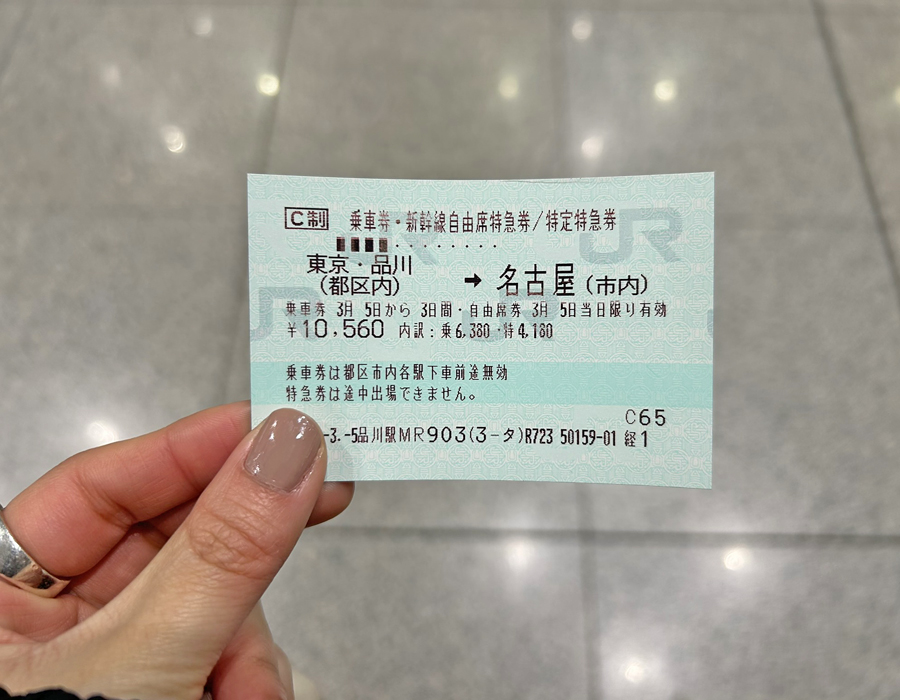 C制 乗車券・新幹線自由席特急券/特定特急券
東京・品川
(都区内) → 名古屋(市内)
乗車券 3月 5日から 3日間・自由席券 3月 5日当日限り有効
¥10,560 内訳:乗6,380・特4,180
乗車券は都区市内各駅下車前途無効
特急券は途中出場できません。
C65
-3.-5品川駅MR903(3-タ)R723 50159-01 経1
JR